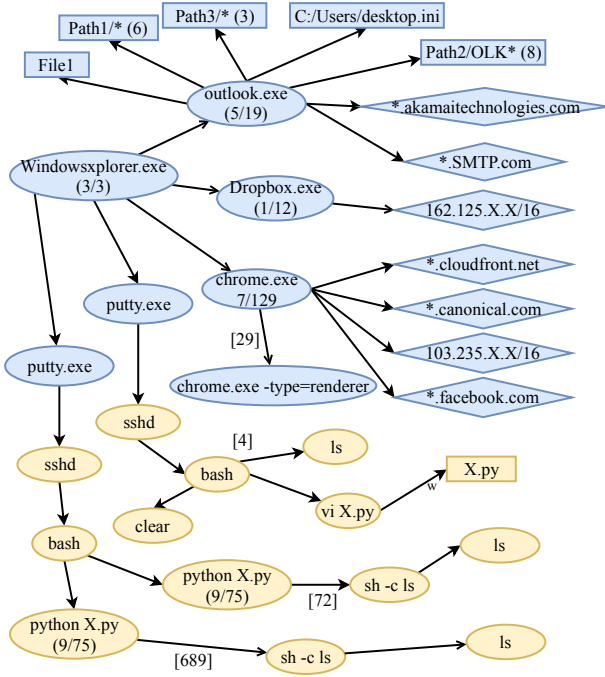 Path1/* (6)
Path3/* (3)
C:/Users/desktop.ini
File1
Path2/OLK* (8)
outlook.exe
(5/19)
*.akamaitechnologies.com
*.SMTP.com
Windowsxplorer.exe
(3/3)
Dropbox.exe
(1/12)
162.125.X.X/16
chrome.exe
7/129
*.cloudfront.net
*.canonical.com
103.235.X.X/16
*.facebook.com
putty.exe
[29]
putty.exe
chrome.exe -type=renderer
sshd
[4]
ls
sshd
bash
X.py
w
clear
vi X.py
bash
python X.py
(9/75)
[72]
sh -c ls
ls
python X.py
(9/75)
[689]
sh -c ls
ls